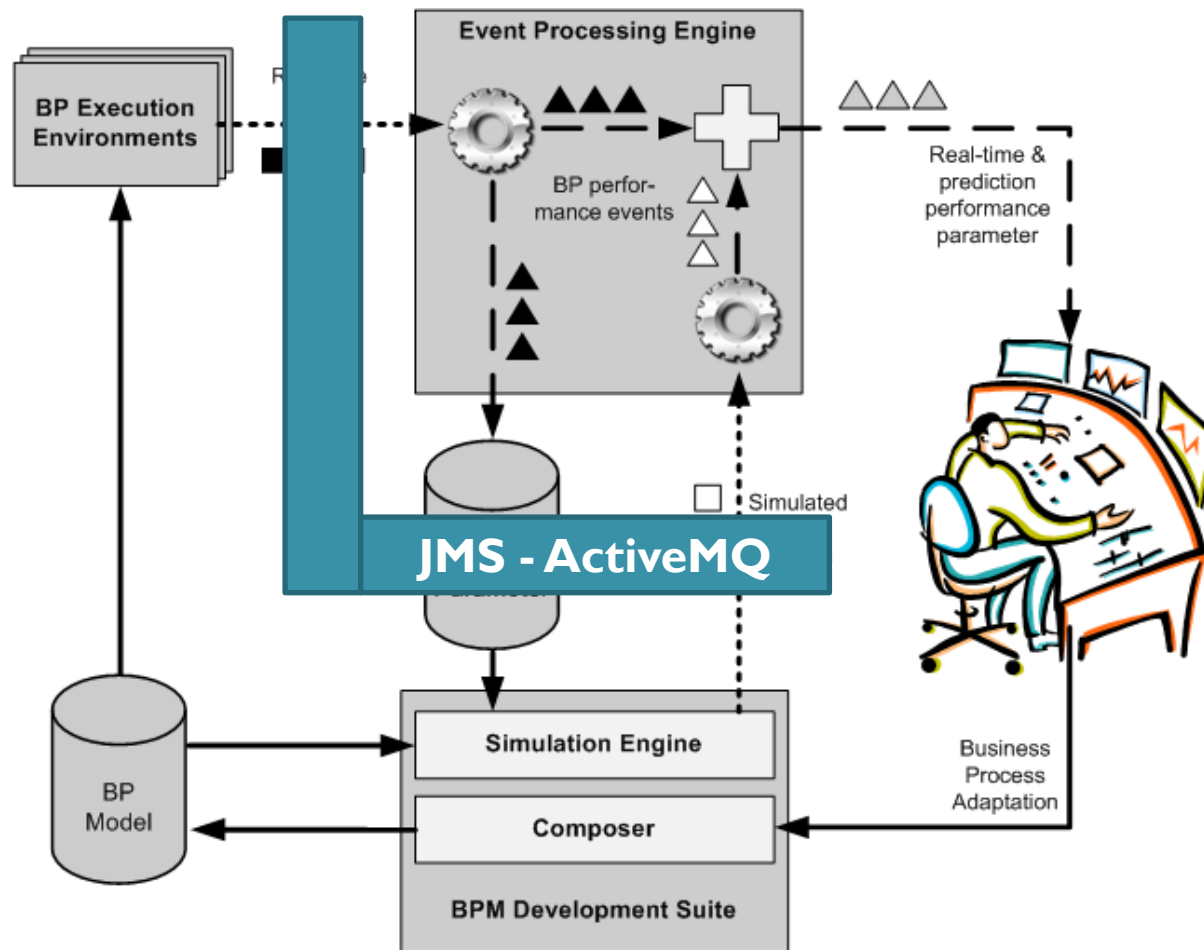 Event Processing Engine
BP Execution
Environments
BP perfor-
mance events
Real-time &
prediction
performance
parameter
Simulated
JMS - ActiveMQ
Simulation Engine
Composer
BPM Development Suite
BP
Model
Business
Process
Adaptation